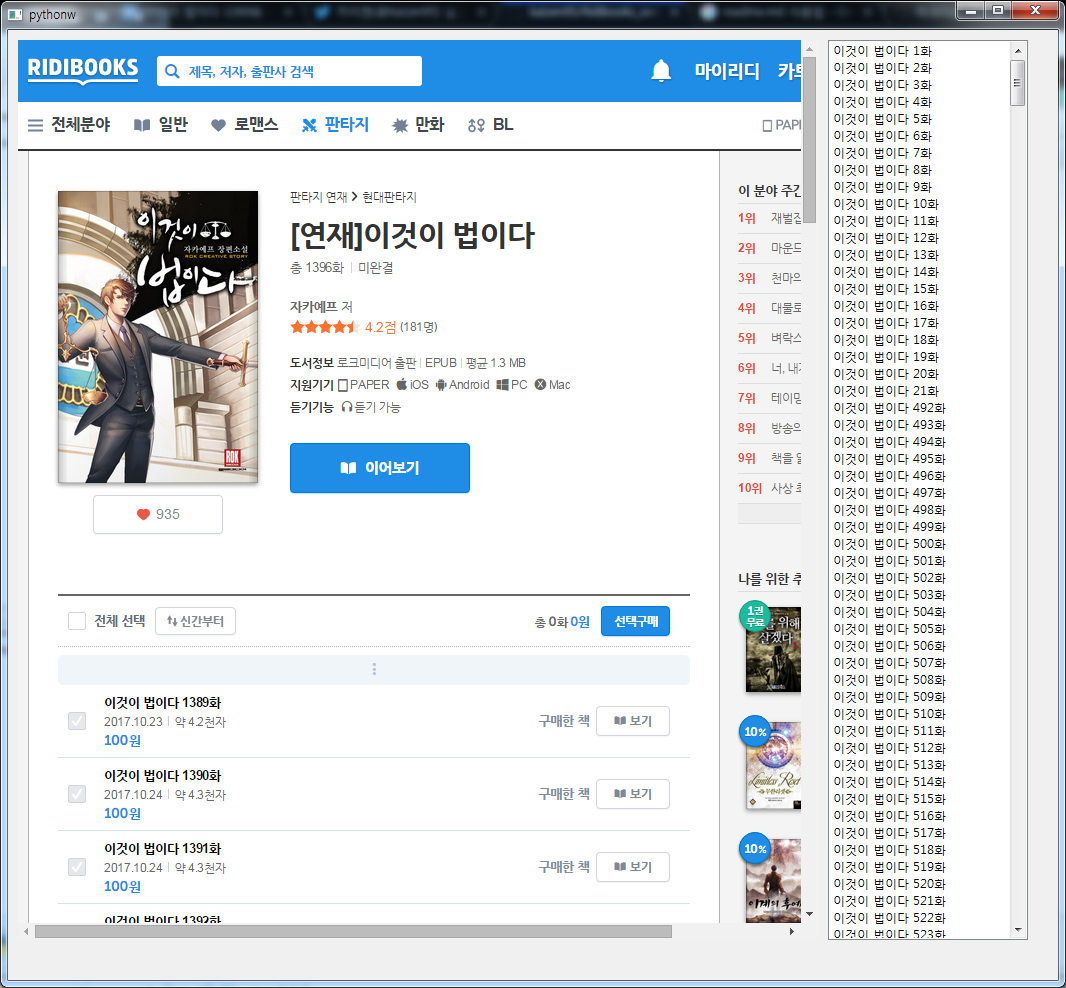 pythonw
RIDIBOOKS
제목, 저자, 출판사 검색
마이리디
전체분야
일반
로맨스
판타지
만화
BL
이것이
자카에프 장편소설
ROK CREATIVE STORY
법이다
ROK
935
판타지 연재 > 현대판타지
[연재]이것이 법이다
총 1396화 | 미완결
자카에프 저
4.2점 (181명)
도서정보 로크미디어 출판 | EPUB | 평균 1.3 MB
지원기기 PAPER iOS Android PC Mac
듣기기능 듣기 가능
이어보기
전체 선택
신간부터
총 0화 0원
선택구매
이것이 법이다 1389화
2017.10.23 | 약 4.2천자
100원
구매한 책
보기
이것이 법이다 1390화
2017.10.24 | 약 4.3천자
100원
구매한 책
보기
이것이 법이다 1391화
2017.10.24 | 약 4.3천자
100원
구매한 책
보기
이것이 법이다 1392화
이 분야 주간
1위 재벌집
2위 마운드
3위 천마의
4위 대물로
5위 벼락스
6위 너, 내
7위 테이밍
8위 방송의
9위 책을 읽
10위 사상 최
나를 위한 추
1권
무료
를 위해
살겠다
10%
Limitless Reset
무한리셋
10%
이계의 후예
이것이 법이다 1화
이것이 법이다 2화
이것이 법이다 3화
이것이 법이다 4화
이것이 법이다 5화
이것이 법이다 6화
이것이 법이다 7화
이것이 법이다 8화
이것이 법이다 9화
이것이 법이다 10화
이것이 법이다 11화
이것이 법이다 12화
이것이 법이다 13화
이것이 법이다 14화
이것이 법이다 15화
이것이 법이다 16화
이것이 법이다 17화
이것이 법이다 18화
이것이 법이다 19화
이것이 법이다 20화
이것이 법이다 21화
이것이 법이다 492화
이것이 법이다 493화
이것이 법이다 494화
이것이 법이다 495화
이것이 법이다 496화
이것이 법이다 497화
이것이 법이다 498화
이것이 법이다 499화
이것이 법이다 500화
이것이 법이다 501화
이것이 법이다 502화
이것이 법이다 503화
이것이 법이다 504화
이것이 법이다 505화
이것이 법이다 506화
이것이 법이다 507화
이것이 법이다 508화
이것이 법이다 509화
이것이 법이다 510화
이것이 법이다 511화
이것이 법이다 512화
이것이 법이다 513화
이것이 법이다 514화
이것이 법이다 515화
이것이 법이다 516화
이것이 법이다 517화
이것이 법이다 518화
이것이 법이다 519화
이것이 법이다 520화
이것이 법이다 521화
이것이 법이다 522화
이것이 법이다 523화